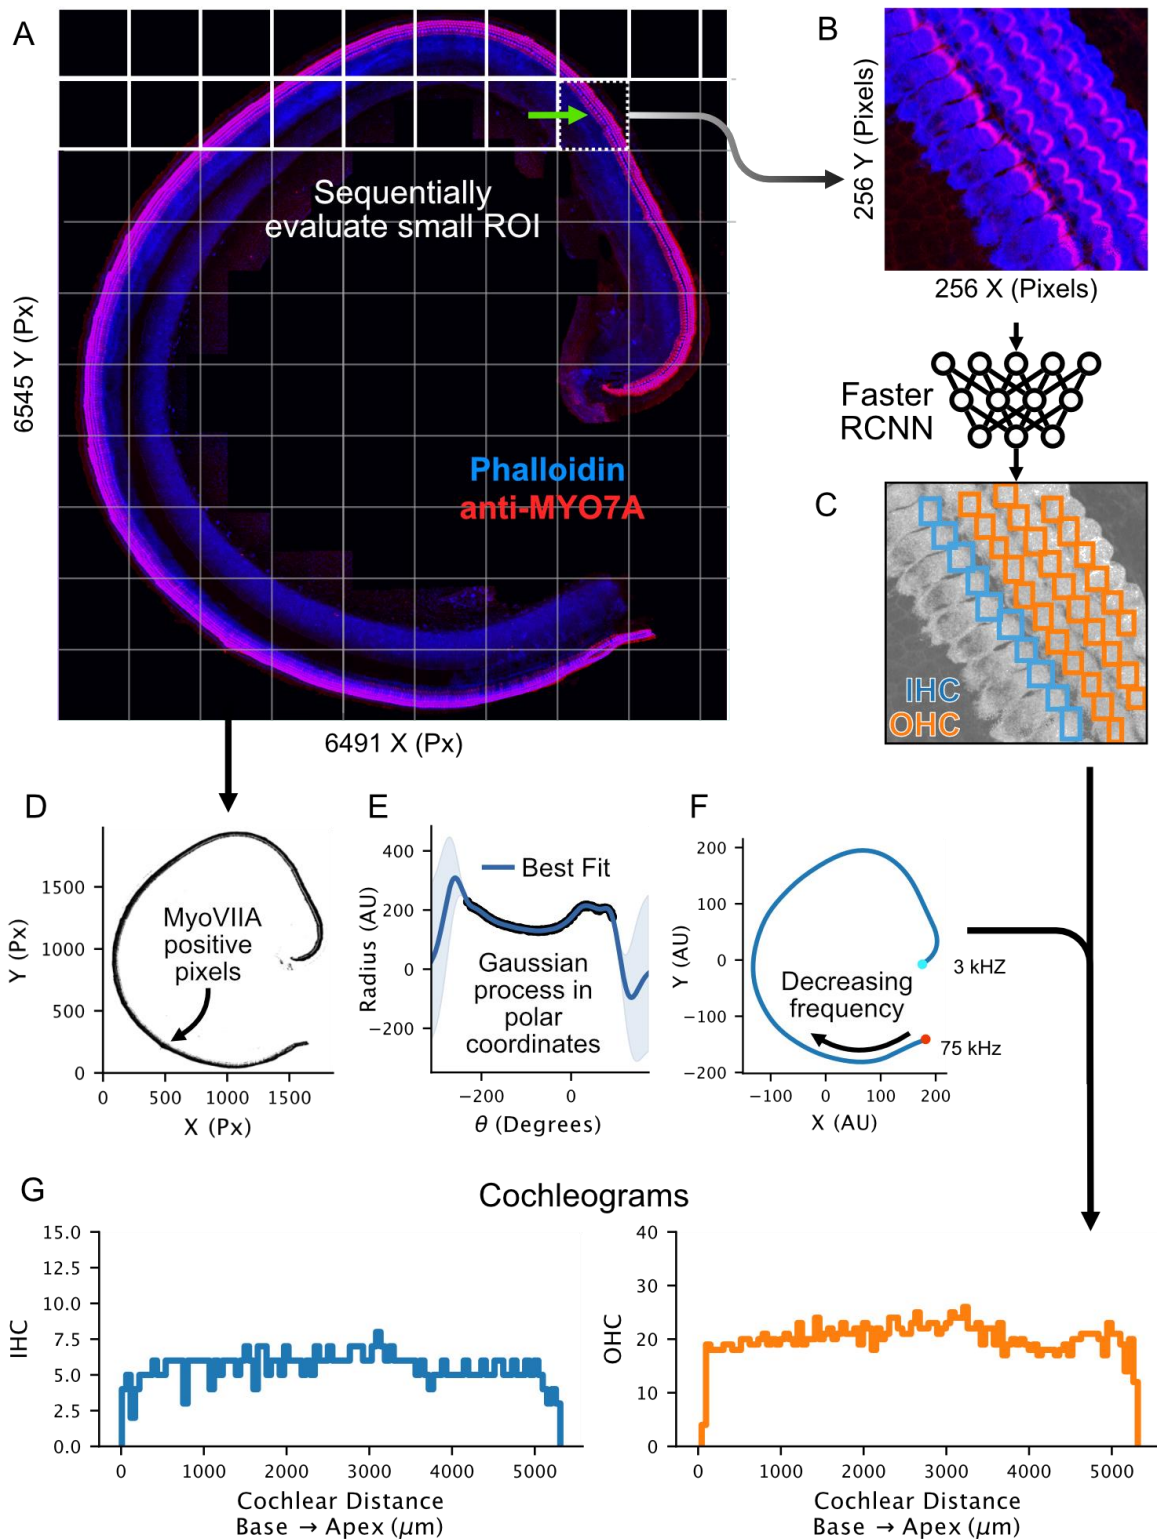 A
Sequentially
evaluate small ROI
Phalloidin
anti-MYO7A
6545 Y (Px)
6491 X (Px)
B
256 Y (Pixels)
256 X (Pixels)
Faster
RCNN
C
IHC
OHC
D
Y (Px)
1500
1000
500
0
MyoVIIA
positive
pixels
0 500 1000 1500
X (Px)
E
Radius (AU)
400
200
0
−200
Best Fit
Gaussian
process in
polar
coordinates
−200 0
θ (Degrees)
F
Y (AU)
200
100
0
−100
−200
Decreasing
frequency
3 kHZ
75 kHz
−100 0 100 200
X (AU)
G
Cochleograms
IHC
15.0
12.5
10.0
7.5
5.0
2.5
0.0
0 1000 2000 3000 4000 5000
Cochlear Distance
Base → Apex (μm)
OHC
40
30
20
10
0
0 1000 2000 3000 4000 5000
Cochlear Distance
Base → Apex (μm)